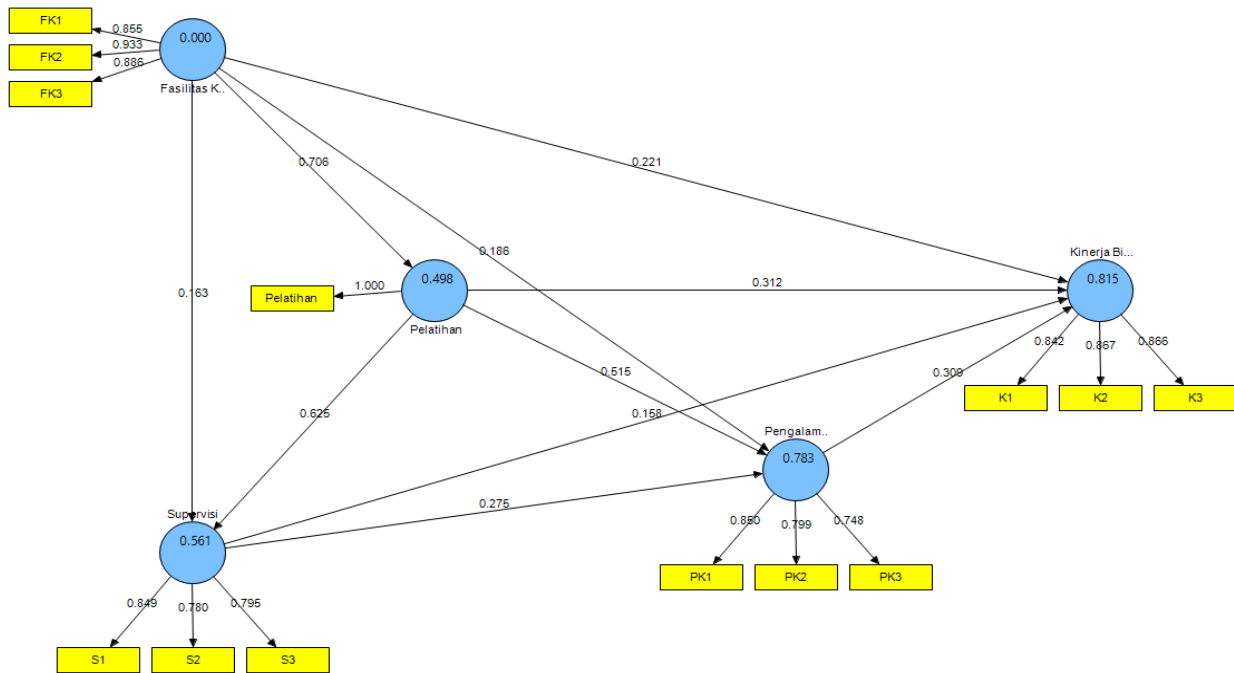 FK1
0.855
FK2
0.933
FK3
0.886
0.000
Fasilitas K..
0.706
0.221
0.186
0.163
Pelatihan
1.000
0.498
Pelatihan
0.312
Kinerja Bi...
0.815
0.842
0.867
0.866
K1
K2
K3
0.625
0.515
0.158
0.309
Pengalam..
0.783
0.275
0.850
0.799
0.748
PK1
PK2
PK3
Supervisi
0.561
0.849
0.780
0.795
S1
S2
S3